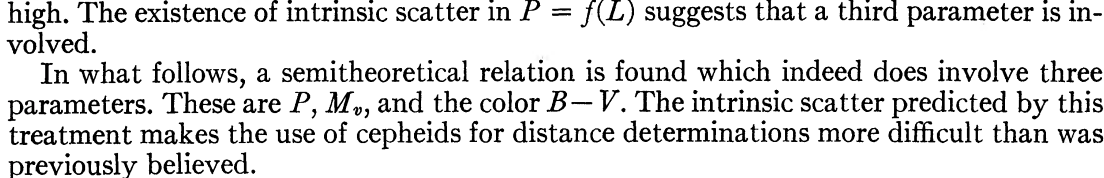 high. The existence of intrinsic scatter in P = f(L) suggests that a third parameter is in-
volved.
In what follows, a semitheoretical relation is found which indeed does involve three
parameters. These are P, Mv, and the color B — V. The intrinsic scatter predicted by this
treatment makes the use of cepheids for distance determinations more difficult than was
previously believed.